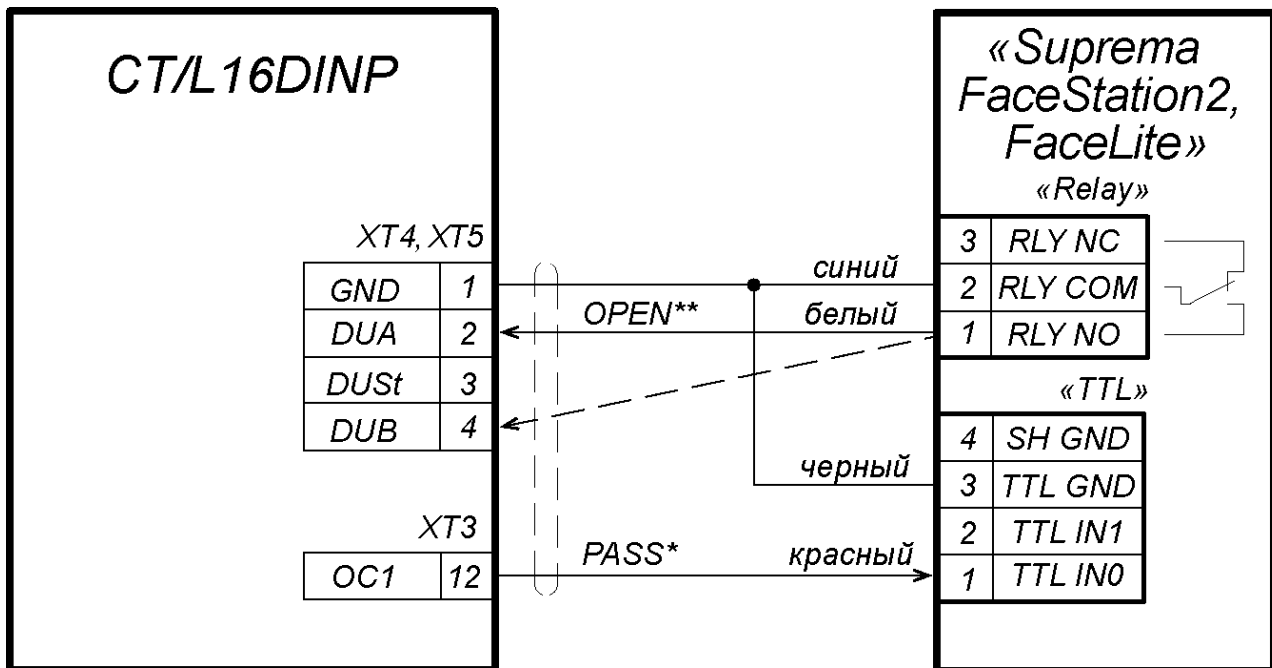 CT/L16DINP
XT4, XT5
GND 1
DUA 2
DUSt 3
DUB 4
XT3
OC1 12
синий
OPEN** белый
черный
PASS* красный
«Suprema
FaceStation2,
FaceLite»
«Relay»
3 RLY NC
2 RLY COM
1 RLY NO
«TTL»
4 SH GND
3 TTL GND
2 TTL IN1
1 TTL IN0